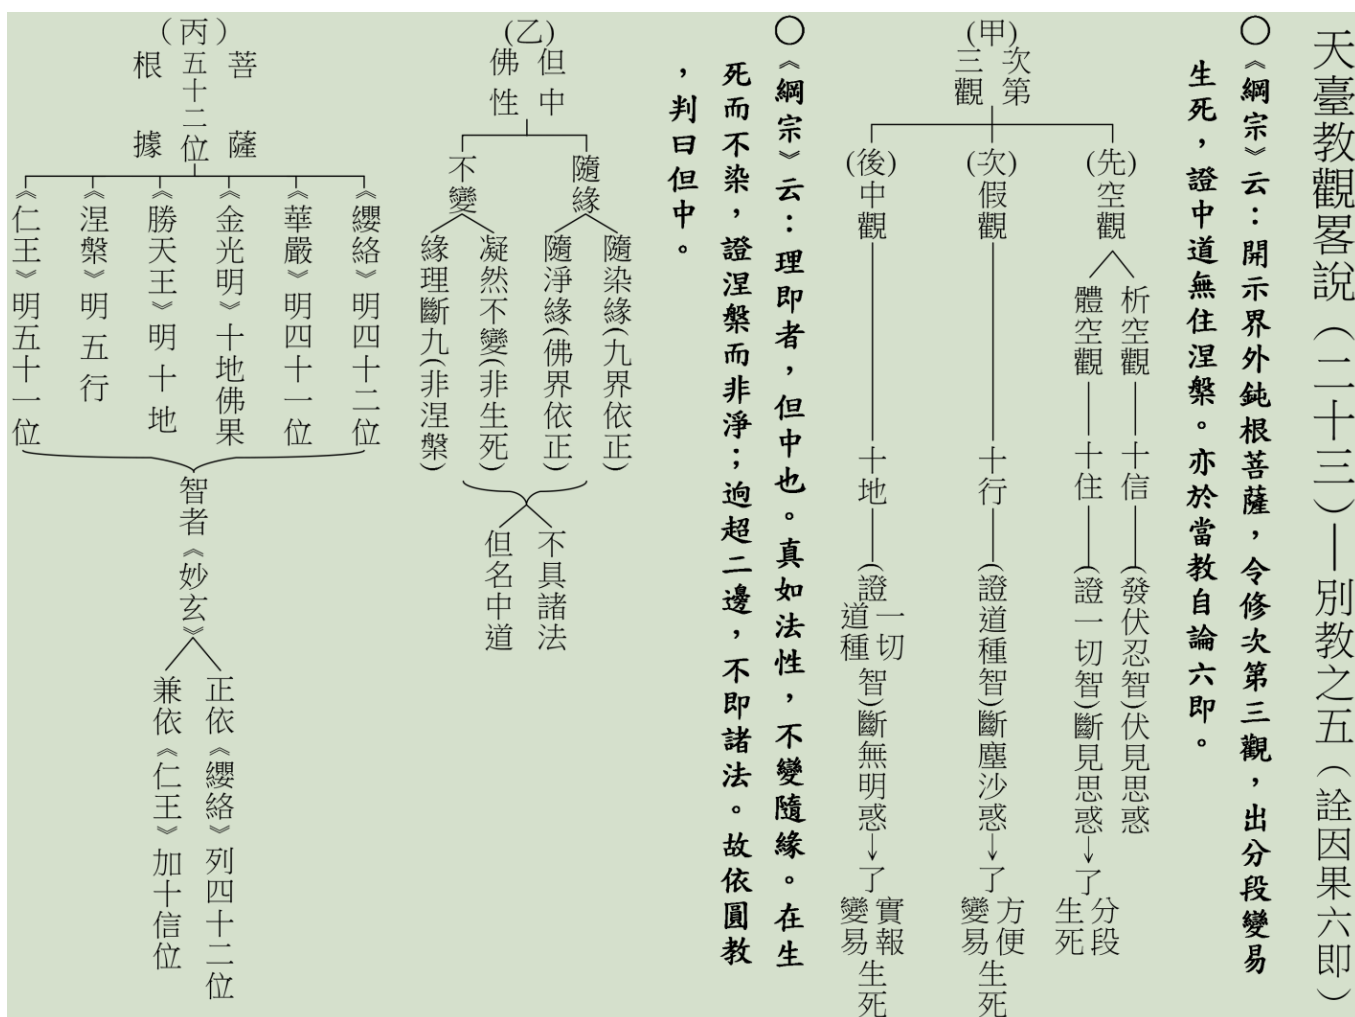 天臺教觀畧說（二十三）—別教之五（詮因果六即）
○《綱宗》云：開示界外鈍根菩薩，令修次第三觀，出分段變易
生死，證中道無住涅槃。亦於當教自論六即。
(甲)
次第
三觀
(先)空觀
析空觀—十信—(發伏忍智)伏見思惑
體空觀—十住—(證一切智)斷見思惑→了
分段
生死
(次)假觀—十行—(證道種智)斷塵沙惑→了
方便
變易
生死
(後)中觀—十地—(證
一切
道種
智)斷無明惑→了
實報
變易
生死
○《綱宗》云：理即者，但中也。真如法性，不變隨緣。在生
死而不染，證涅槃而非淨；逈超二邊，不即諸法。故依圓教
，判曰但中。
(乙)
但中
佛性
隨緣
隨染緣(九界依正)
隨淨緣(佛界依正)
不變
凝然不變(非生死)
緣理斷九(非涅槃)
不具諸法
但名中道
(丙)
菩薩
五十二位
根據
《纓絡》明四十二位
《華嚴》明四十一位
《金光明》十地佛果
《勝天王》明十地
《涅槃》明五行
《仁王》明五十一位
智者《妙玄》
正依《纓絡》列四十二位
兼依《仁王》加十信位